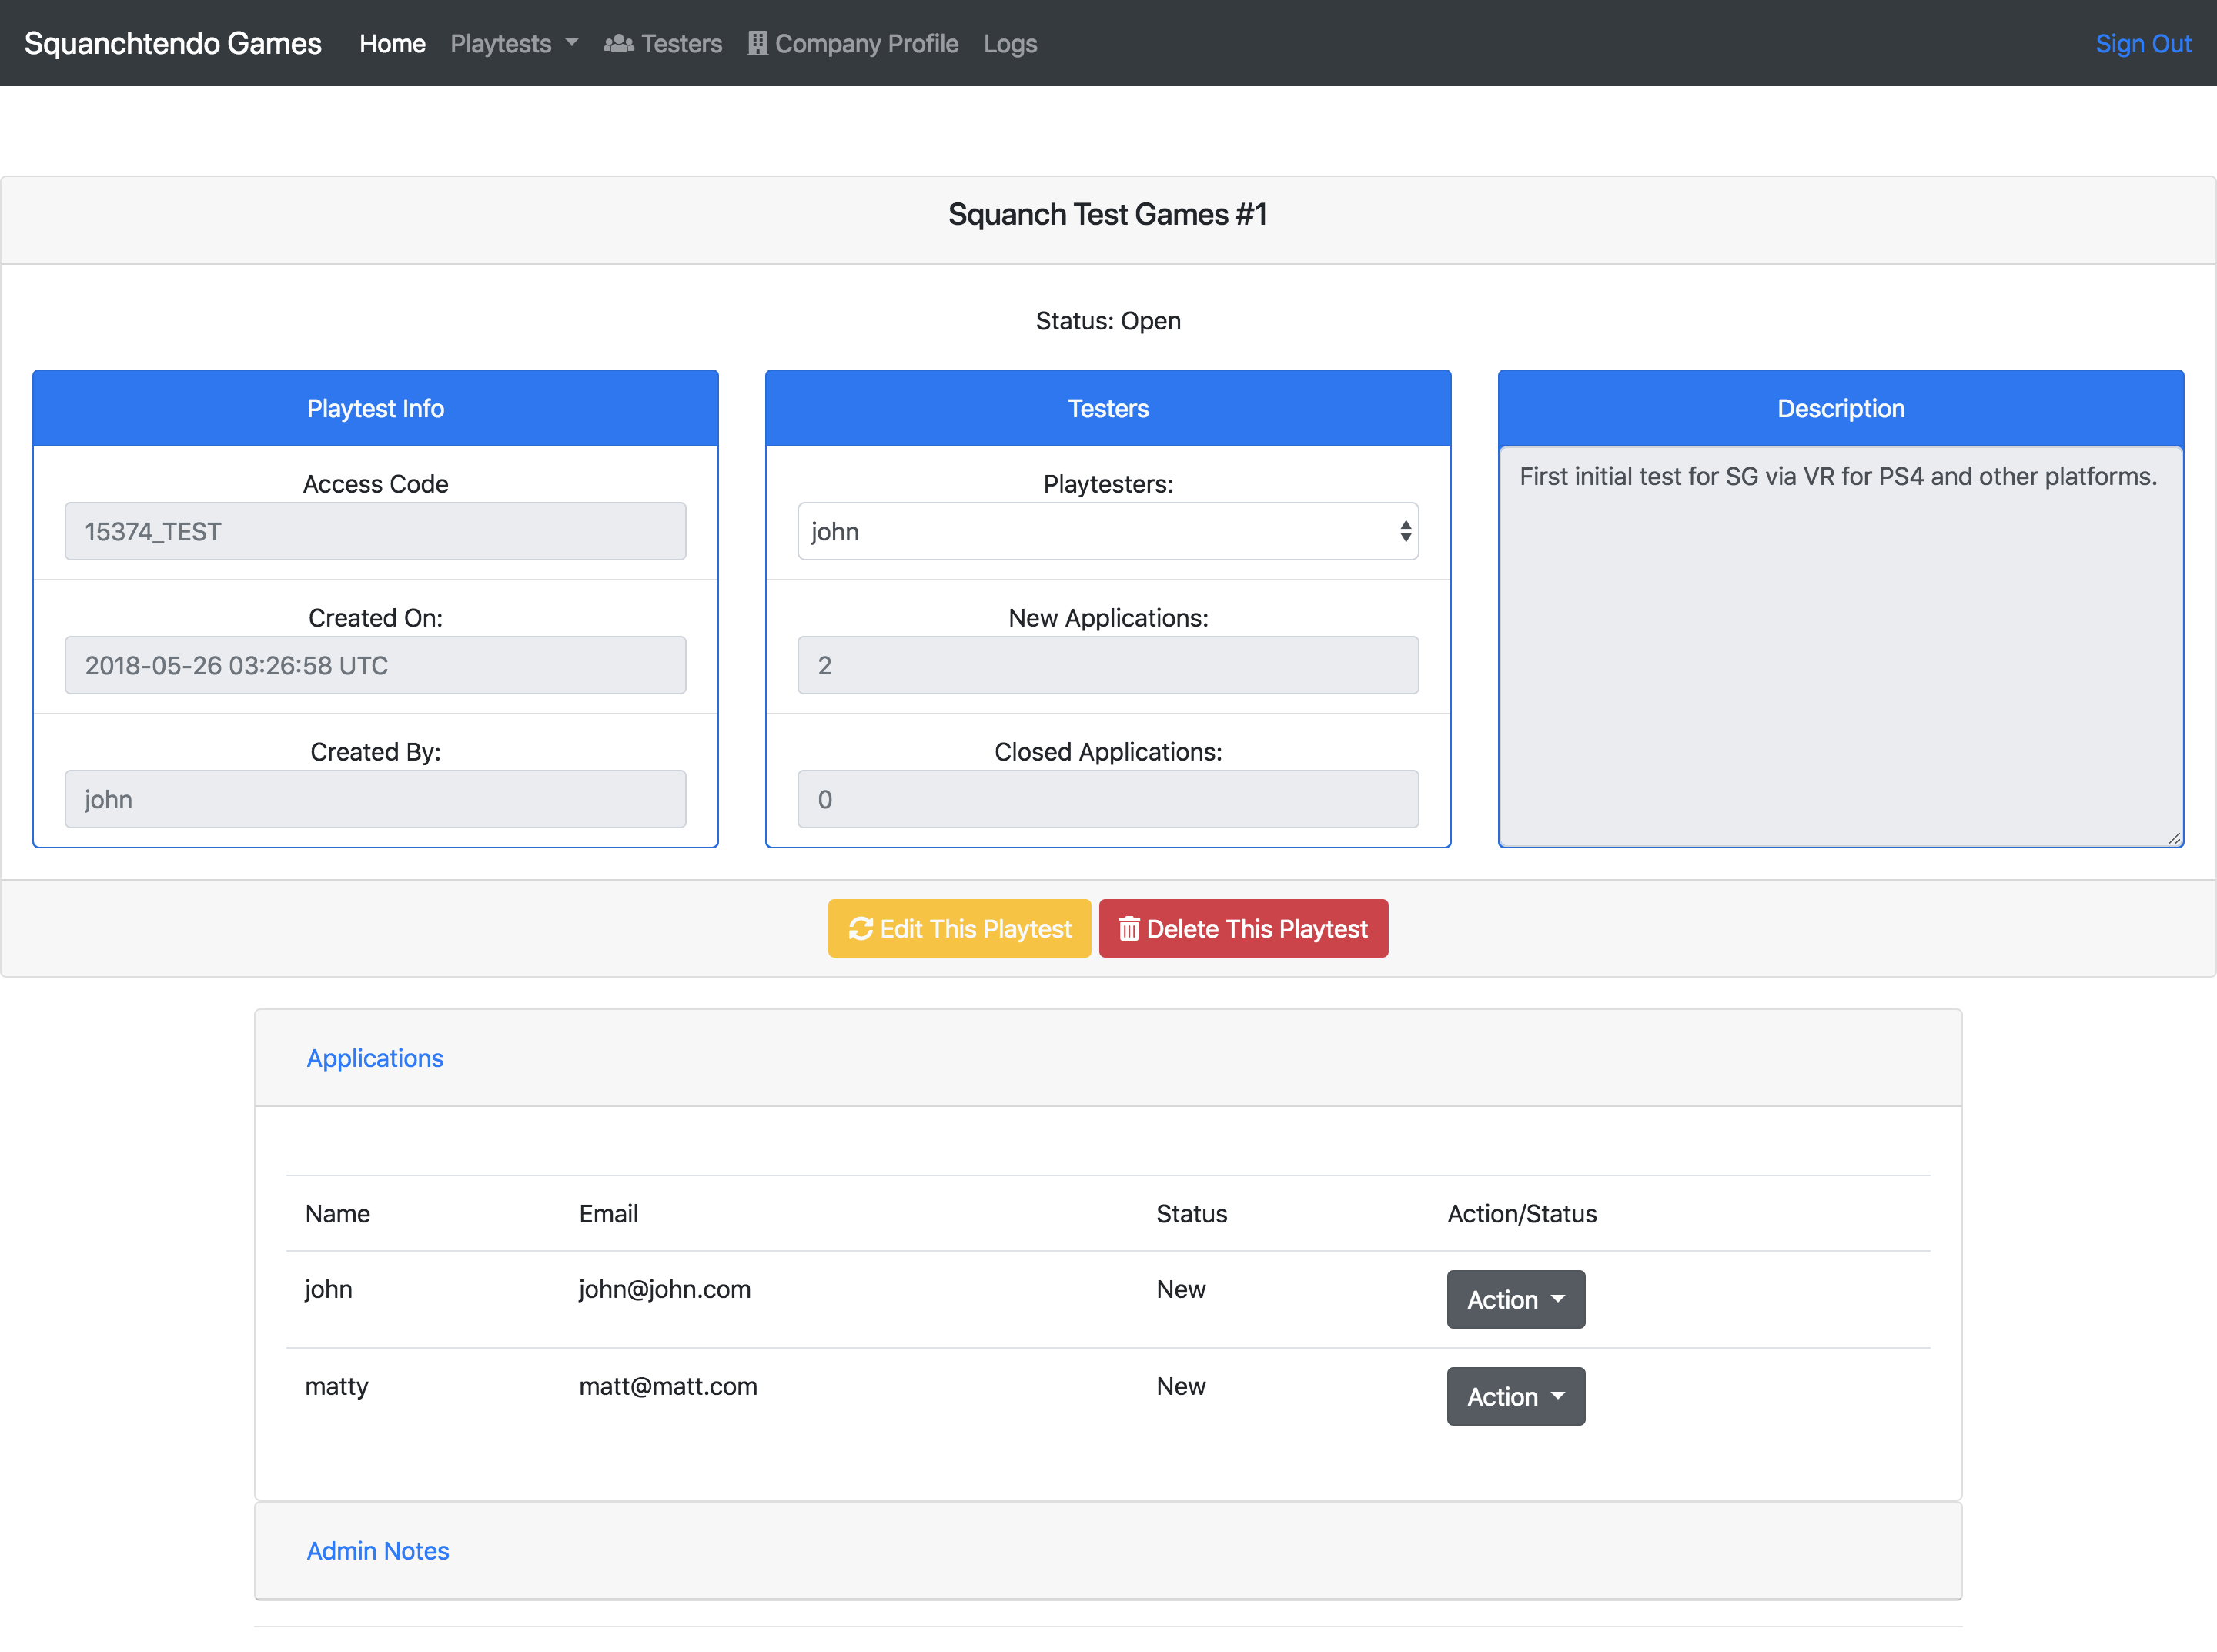 Squanchtendo Games Home Playtests Testers Company Profile Logs Sign Out
Squanch Test Games #1
Status: Open
Playtest Info
Access Code
15374_TEST
Created On:
2018-05-26 03:26:58 UTC
Created By:
john
Testers
Playtesters:
john
New Applications:
2
Closed Applications:
0
Description
First initial test for SG via VR for PS4 and other platforms.
Edit This Playtest Delete This Playtest
Applications
Name Email Status Action/Status
john john@john.com New Action
matty matt@matt.com New Action
Admin Notes